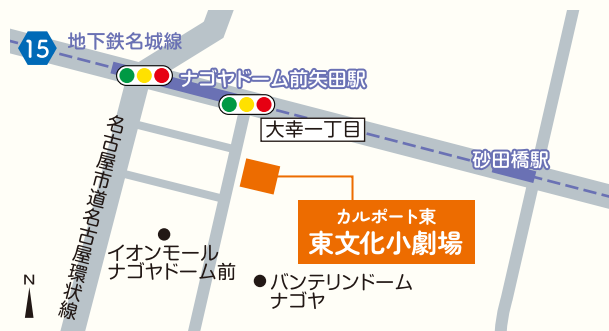 15
地下鉄名城線
ナゴヤドーム前矢田駅
大幸一丁目
砂田橋駅
名古屋市道名古屋環状線
カルポート東
東文化小劇場
イオンモール
ナゴヤドーム前
バンテリンドーム
ナゴヤ
N